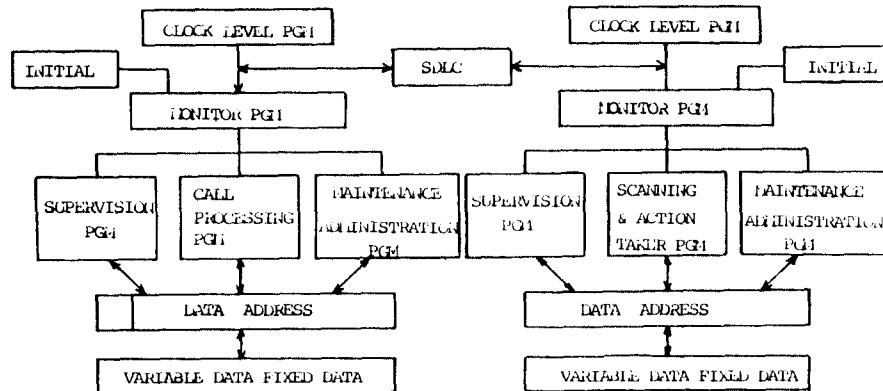 CLOCK LEVEL PGM
CLOCK LEVEL PGM
INITIAL
SDLC
INITIAL
MONITOR PGM
MONITOR PGM
SUPERVISION
PGM
CALL
PROCESSING
PGM
MAINTENANCE
ADMINISTRATION
PGM
SUPERVISION
PGM
SCANNING
& ACTION
TAKER PGM
MAINTENANCE
ADMINISTRATION
PGM
DATA ADDRESS
DATA ADDRESS
VARIABLE DATA FIXED DATA
VARIABLE DATA FIXED DATA